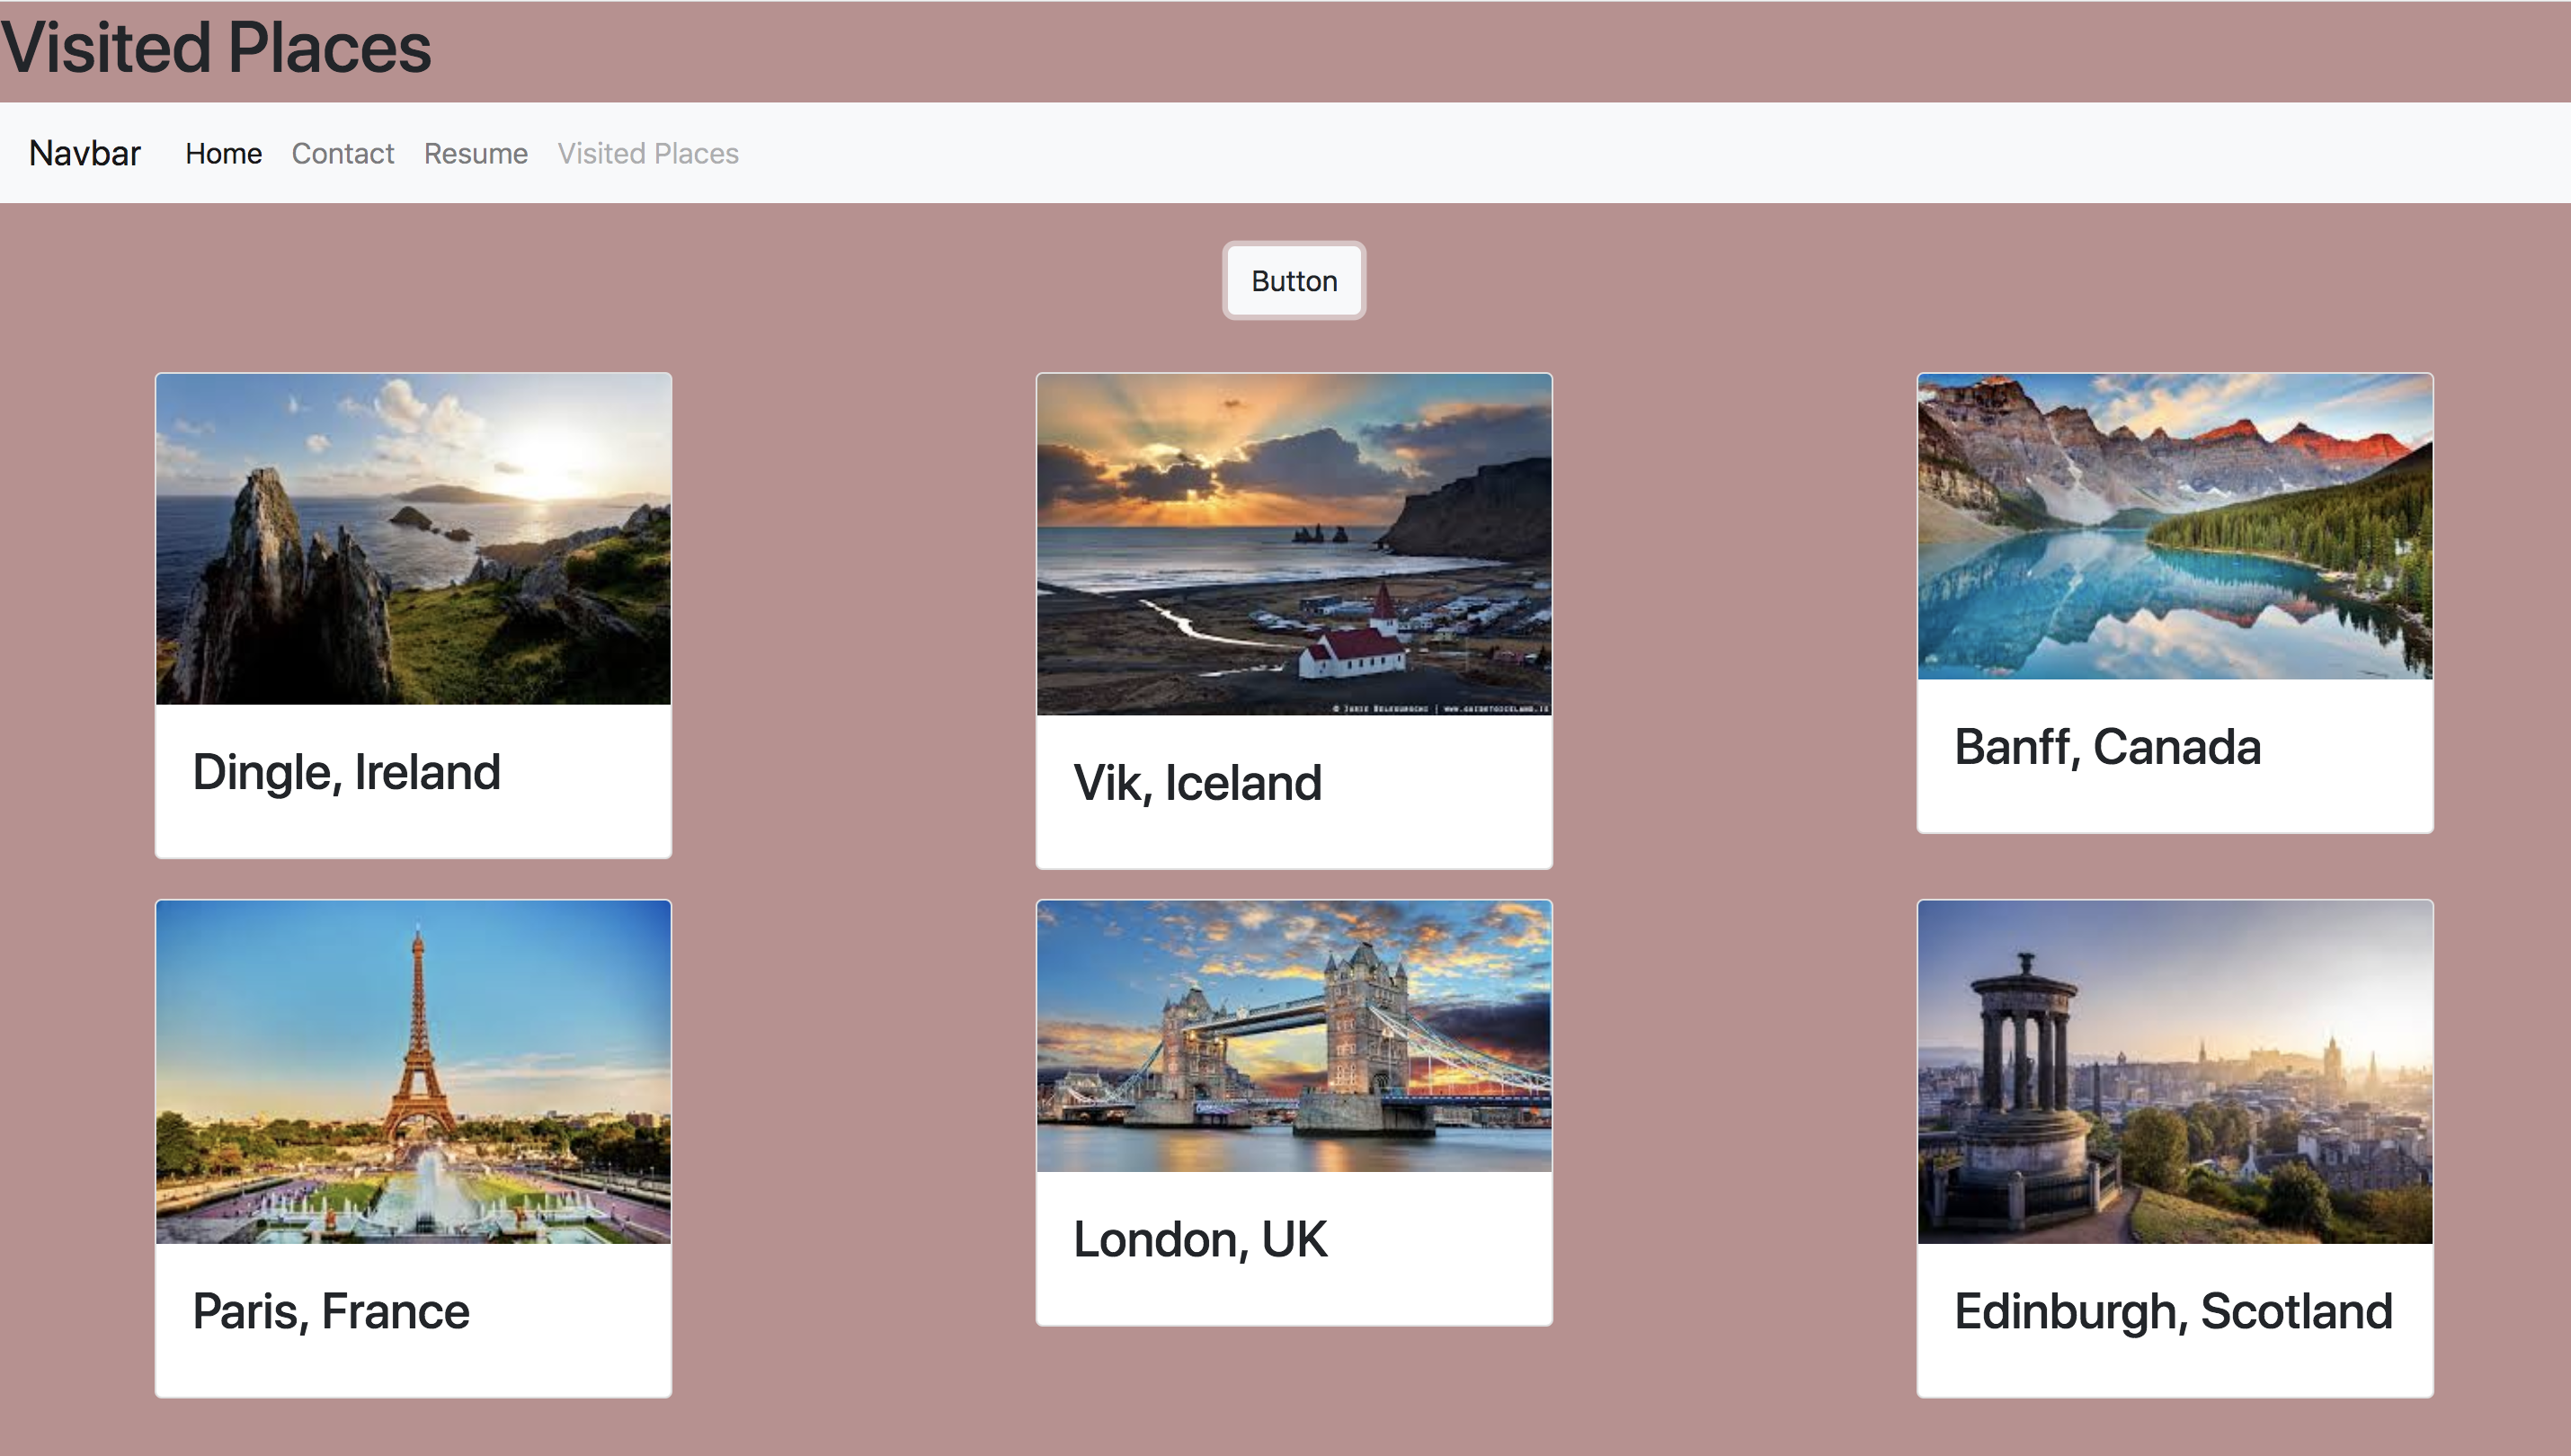 Visited Places
Navbar Home Contact Resume Visited Places
Button
Dingle, Ireland
Vik, Iceland
Banff, Canada
Paris, France
London, UK
Edinburgh, Scotland